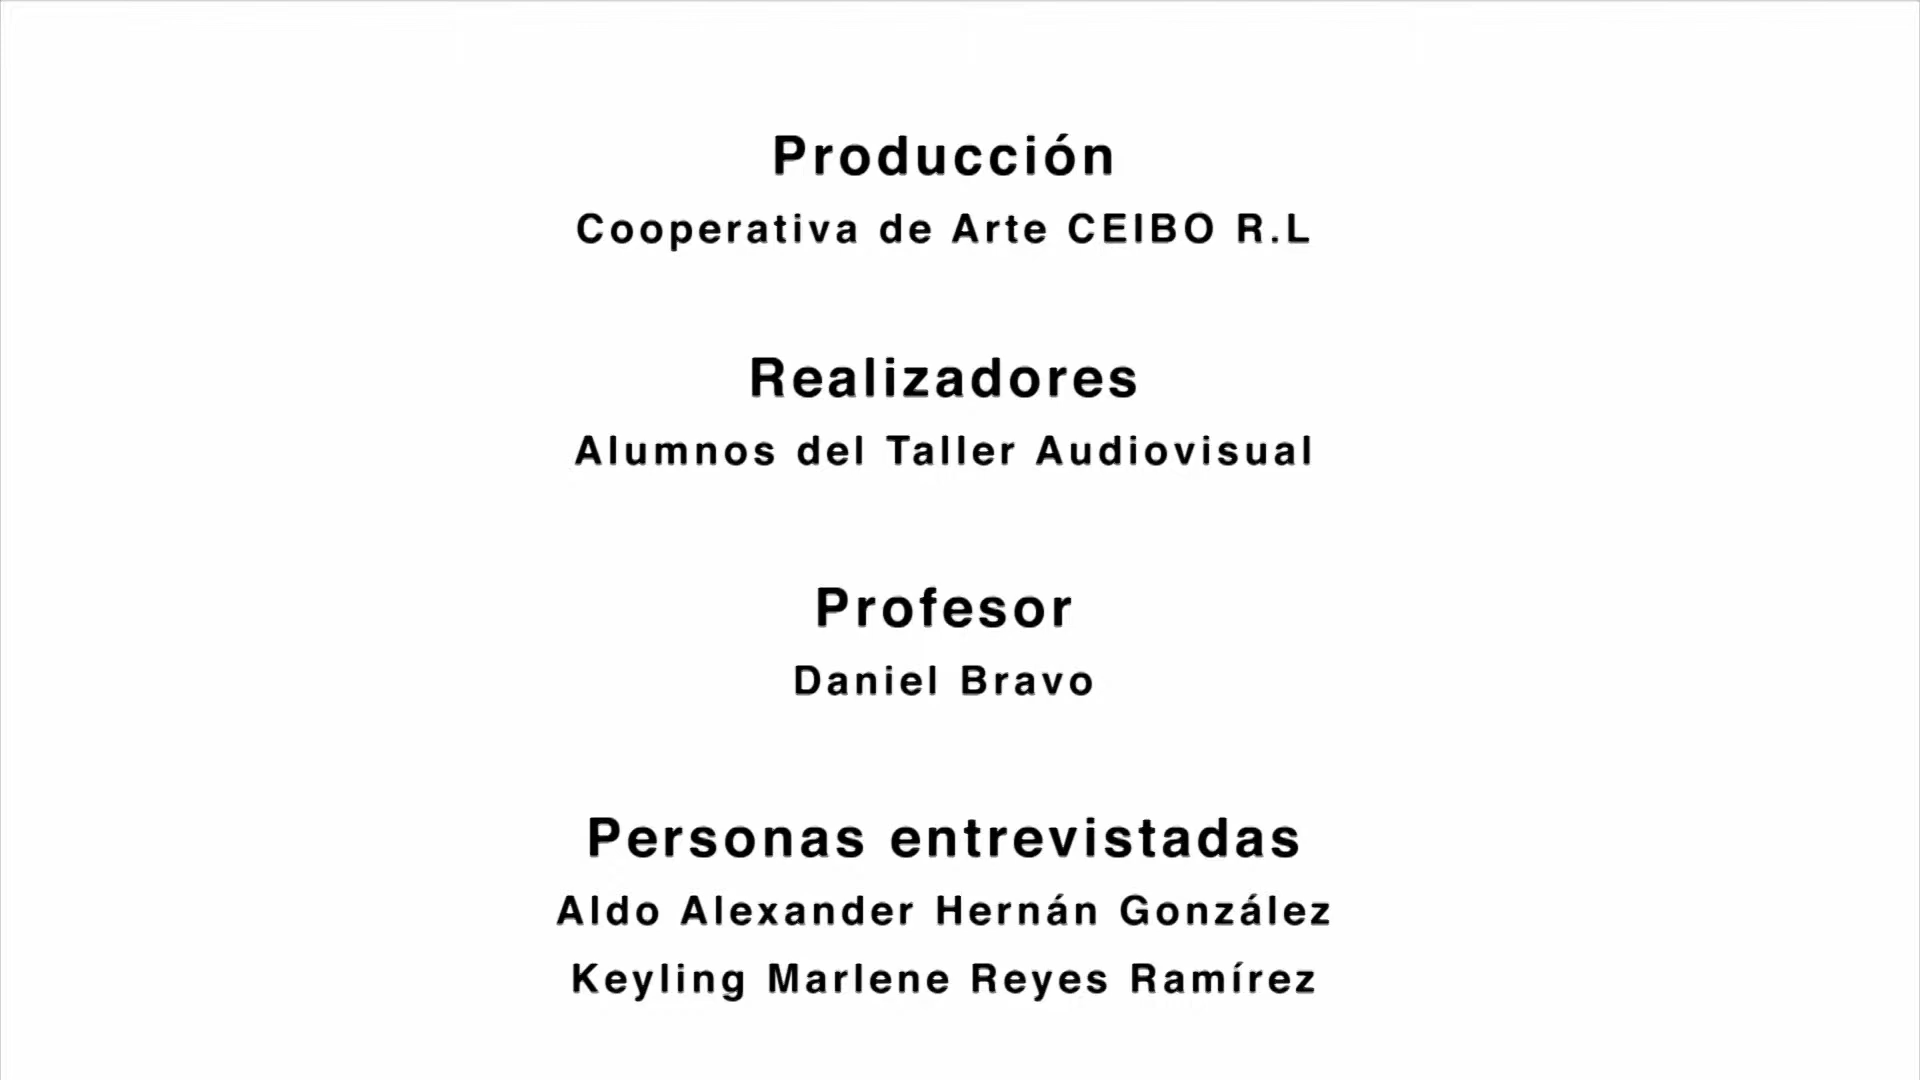 Producción
Cooperativa de Arte CEIBO R.L
Realizadores
Alumnos del Taller Audiovisual
Profesor
Daniel Bravo
Personas entrevistadas
Aldo Alexander Hernán González
Keyling Marlene Reyes Ramírez